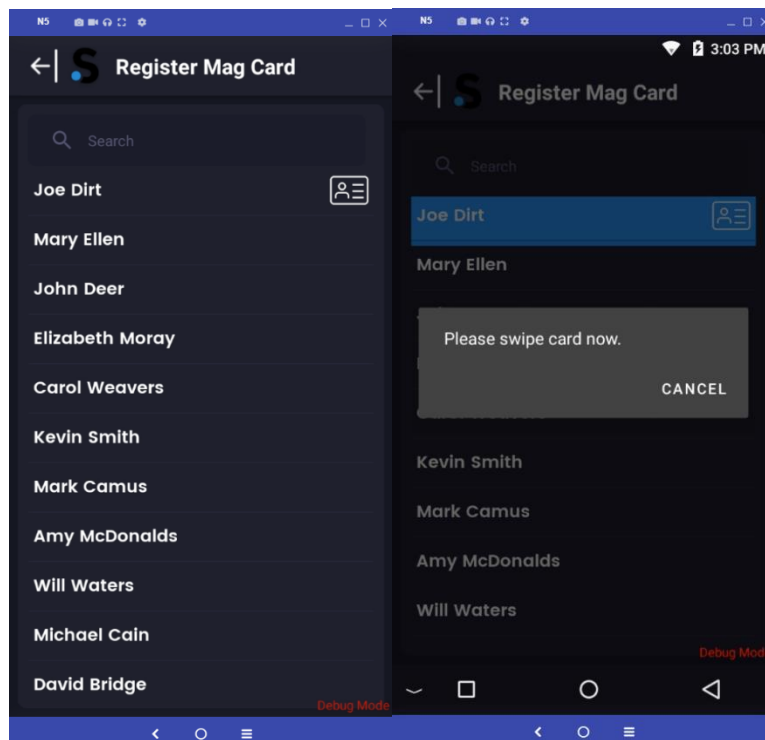 N5
Register Mag Card
Search
Joe Dirt
Mary Ellen
John Deer
Elizabeth Moray
Carol Weavers
Kevin Smith
Mark Camus
Amy McDonalds
Will Waters
Michael Cain
David Bridge
Debug Mode
N5
3:03 PM
Register Mag Card
Search
Joe Dirt
Mary Ellen
Please swipe card now.
CANCEL
Kevin Smith
Mark Camus
Amy McDonalds
Will Waters
Debug Mod